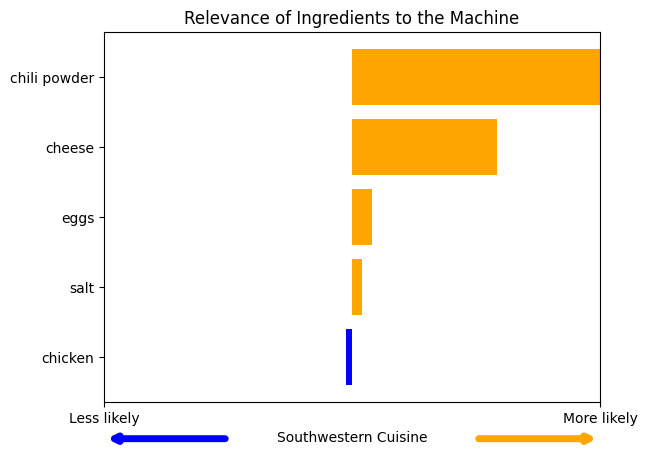 Relevance of Ingredients to the Machine
chili powder
cheese
eggs
salt
chicken
Less likely
More likely
Southwestern Cuisine